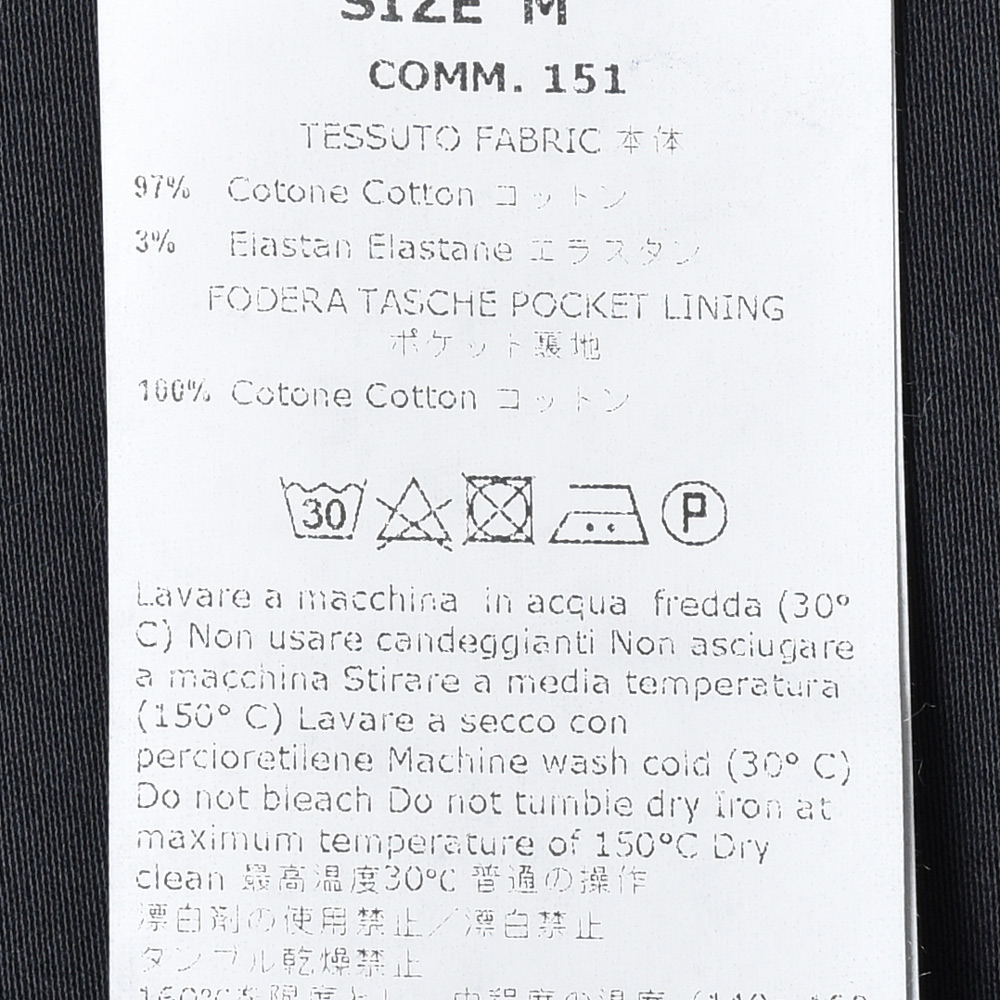 SIZE M
COMM. 151
TESSUTO FABRIC 本体
97% Cotone Cotton コットン
3% Elastan Elastane エラスタン
FODERA TASCHE POCKET LINING
ポケット裏地
100% Cotone Cotton コットン
30 P
Lavare a macchina in acqua fredda (30°
C) Non usare candeggianti Non asciugare
a macchina Stirare a media temperatura
(150° C) Lavare a secco con
percloretilene Machine wash cold (30° C)
Do not bleach Do not tumble dry Iron at
maximum temperature of 150°C Dry
clean 最高温度30℃ 普通の操作
漂白剤の使用禁止／漂白禁止
タンブル乾燥禁止